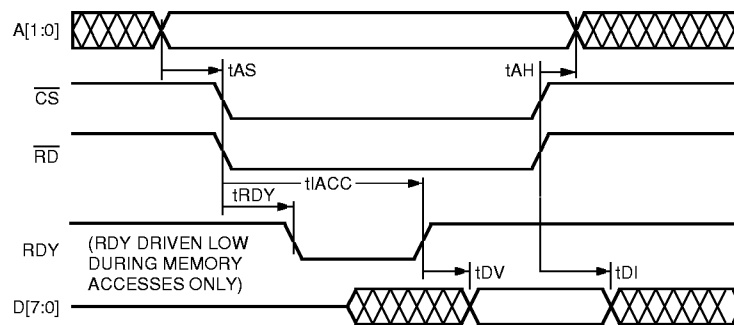 A[1:0]
tAS
tAH
CS
RD
tIACC
tRDY
RDY
(RDY DRIVEN LOW
DURING MEMORY
ACCESSES ONLY)
tDV
tDI
D[7:0]